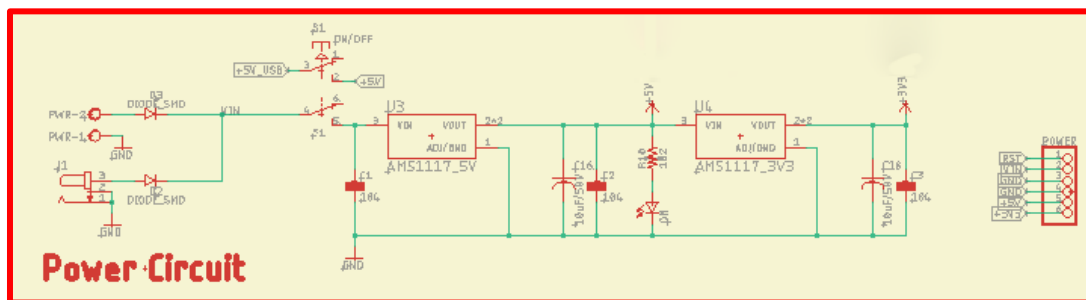 S1
ON/OFF
1
3
2
+5V_USB
+5V
D3
DIODE_SMD
PWR-2
PWR-1
VIN
GND
4
6
5
S1
U3
3
VIN
VOUT
2*2
ADJ/GND
1
AMS1117_5V
+5V
U4
3
VIN
VOUT
2*2
ADJ/GND
1
AMS1117_3V3
+3V3
J1
3
2
1
D2
DIODE_SMD
GND
C1
104
C16
10uF/50V
C2
104
R10
102
ON
C18
10uF/50V
C3
104
GND
POWER
RST
1
VIN
2
GND
3
GND
4
+5V
5
+3V3
6
Power Circuit